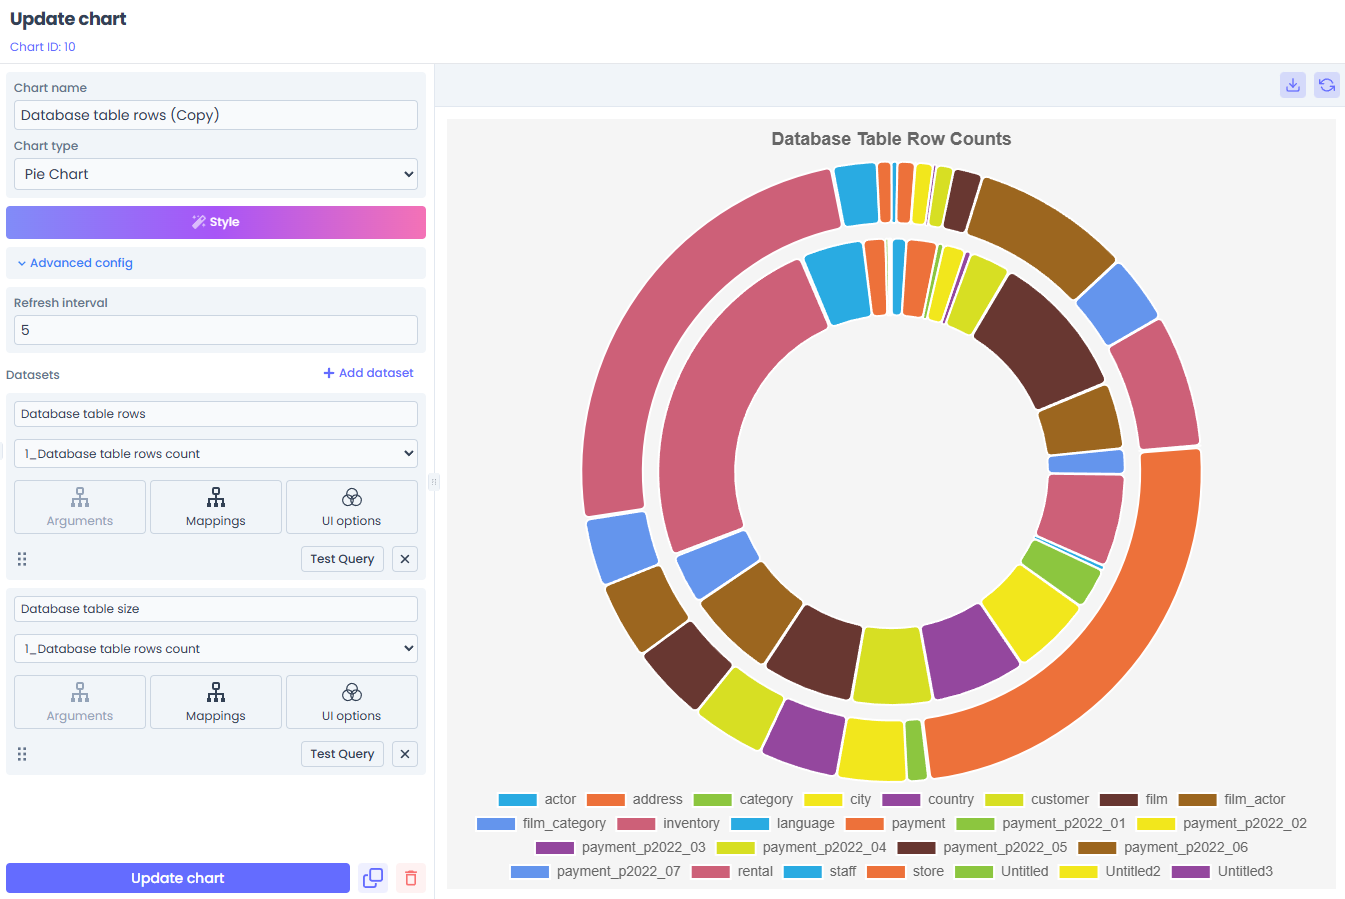 Update chart
Chart ID: 10
Chart name
Database table rows (Copy)
Chart type
Pie Chart
Style
Advanced config
Refresh interval
5
Datasets
Add dataset
Database table rows
1_Database table rows count
Arguments
Mappings
UI options
Test Query
Database table size
1_Database table rows count
Arguments
Mappings
UI options
Test Query
Update chart
Database Table Row Counts
actor address category city country customer film film_actor
film_category inventory language payment payment_p2022_01 payment_p2022_02
payment_p2022_03 payment_p2022_04 payment_p2022_05 payment_p2022_06
payment_p2022_07 rental staff store Untitled Untitled2 Untitled3